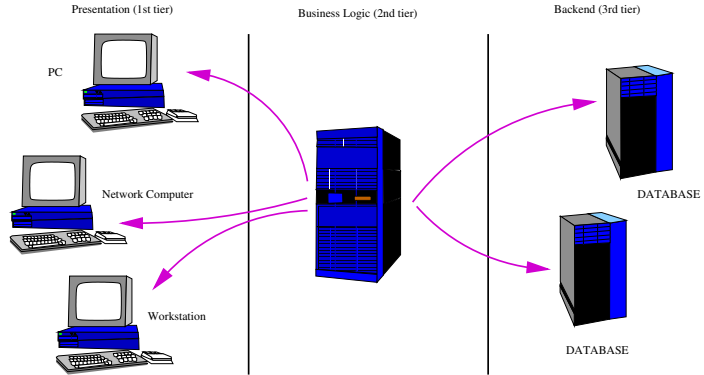 Presentation (1st tier)
Business Logic (2nd tier)
Backend (3rd tier)
PC
Network Computer
DATABASE
Workstation
DATABASE